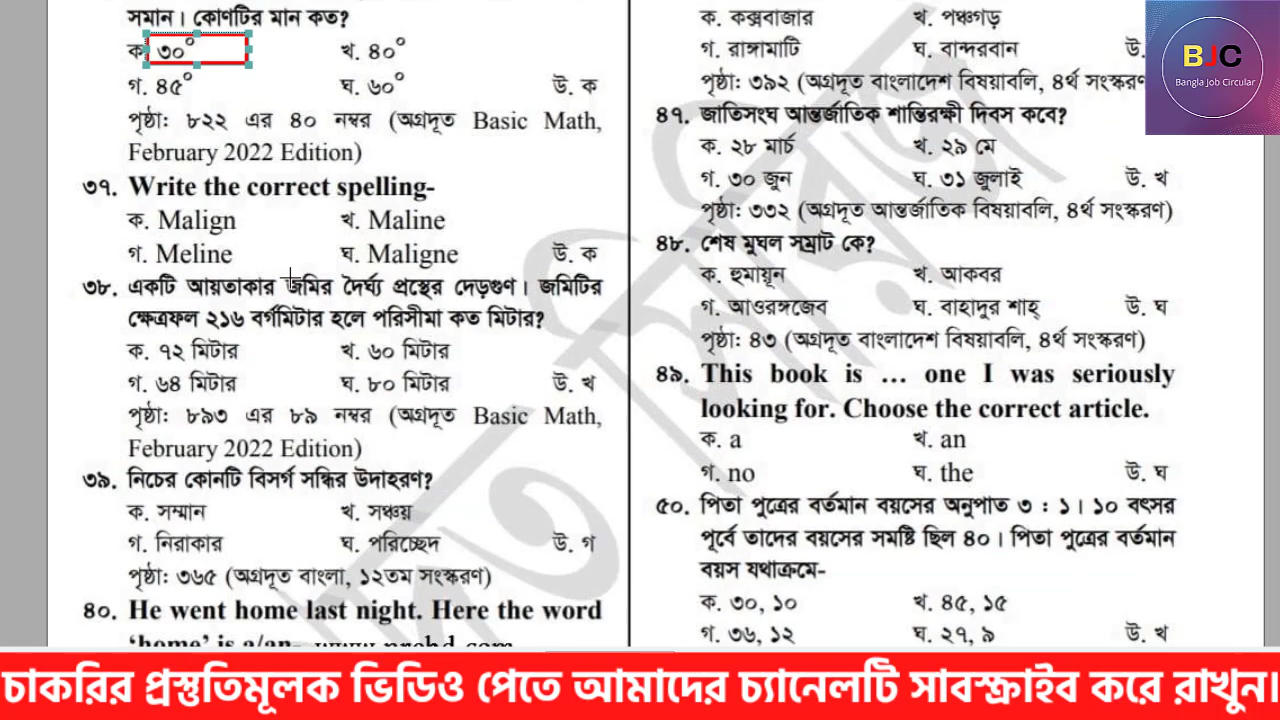 সমান। কোণটির মান কত?
ক. ৩০°
খ. ৪০°
গ. ৪৫°
ঘ. ৬০°
উ. ক
পৃষ্ঠা: ৮২২ এর ৪০ নম্বর (অগ্রদূত Basic Math,
February 2022 Edition)
৩৭. Write the correct spelling-
ক. Malign
খ. Maline
গ. Meline
ঘ. Maligne
উ. ক
৩৮. একটি আয়তাকার জমির দৈর্ঘ্য প্রস্থের দেড়গুণ। জমিটির
ক্ষেত্রফল ২১৬ বর্গমিটার হলে পরিসীমা কত মিটার?
ক. ৭২ মিটার
খ. ৬০ মিটার
গ. ৬৪ মিটার
ঘ. ৮০ মিটার
উ. খ
পৃষ্ঠা: ৮৯৩ এর ৮৯ নম্বর (অগ্রদূত Basic Math,
February 2022 Edition)
৩৯. নিচের কোনটি বিসর্গ সন্ধির উদাহরণ?
ক. সম্মান
খ. সঞ্চয়
গ. নিরাকার
ঘ. পরিচ্ছেদ
উ. গ
পৃষ্ঠা: ৩৬৫ (অগ্রদূত বাংলা, ১২তম সংস্করণ)
৪০. He went home last night. Here the word
'home' is a/an-
ক. কক্সবাজার
খ. পঞ্চগড়
গ. রাঙ্গামাটি
ঘ. বান্দরবান
উ.
পৃষ্ঠা: ৩৯২ (অগ্রদূত বাংলাদেশ বিষয়াবলি, ৪র্থ সংস্করণ
৪৭. জাতিসংঘ আন্তর্জাতিক শান্তিরক্ষী দিবস কবে?
ক. ২৮ মার্চ
খ. ২৯ মে
গ. ৩০ জুন
ঘ. ৩১ জুলাই
উ. খ
পৃষ্ঠা: ৩৩২ (অগ্রদূত আন্তর্জাতিক বিষয়াবলি, ৪র্থ সংস্করণ)
৪৮. শেষ মুঘল সম্রাট কে?
ক. হুমায়ূন
খ. আকবর
গ. আওরঙ্গজেব
ঘ. বাহাদুর শাহ্
উ. ঘ
পৃষ্ঠা: ৪৩ (অগ্রদূত বাংলাদেশ বিষয়াবলি, ৪র্থ সংস্করণ)
৪৯. This book is … one I was seriously
looking for. Choose the correct article.
ক. a
খ. an
গ. no
ঘ. the
উ. ঘ
৫০. পিতা পুত্রের বর্তমান বয়সের অনুপাত ৩ : ১। ১০ বৎসর
পূর্বে তাদের বয়সের সমষ্টি ছিল ৪০। পিতা পুত্রের বর্তমান
বয়স যথাক্রমে-
ক. ৩০, ১০
খ. ৪৫, ১৫
গ. ৩৬, ১২
ঘ. ২৭, ৯
উ. খ
BJC
Bangla Job Circular
চাকরির প্রস্তুতিমূলক ভিডিও পেতে আমাদের চ্যানেলটি সাবস্ক্রাইব করে রাখুন।